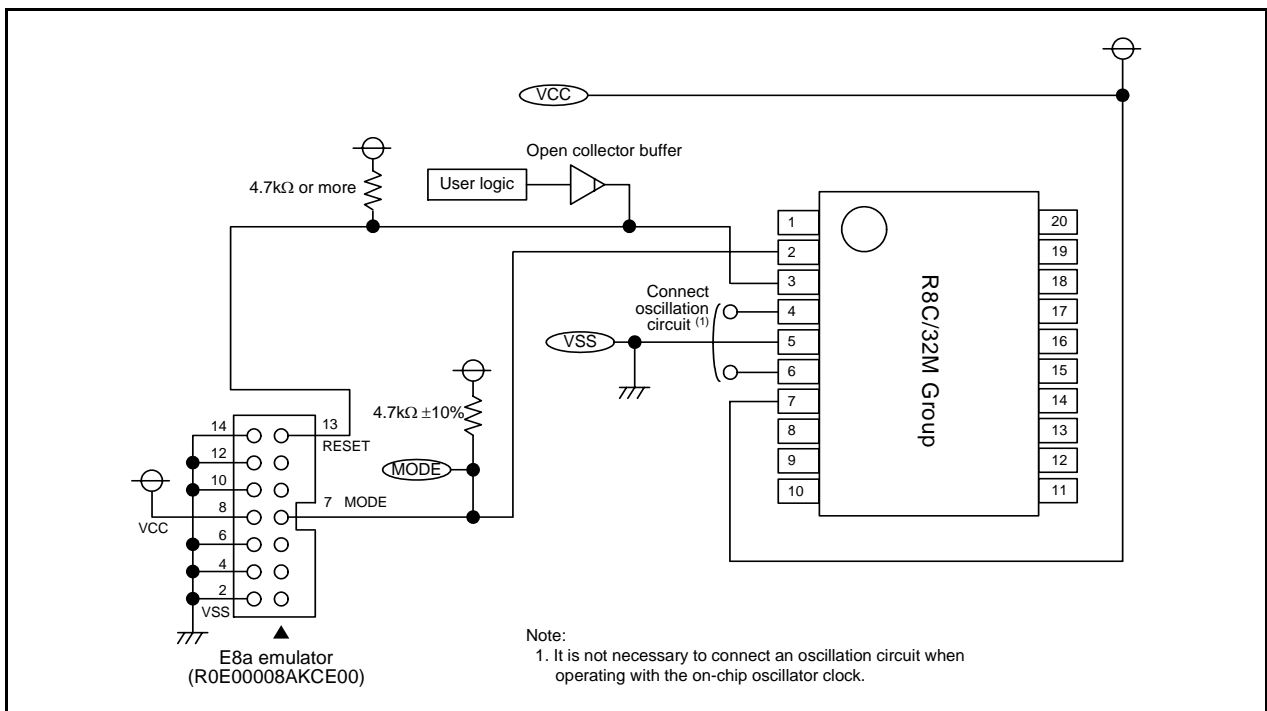 VCC
Open collector buffer
4.7kΩ or more
User logic
1
2
3
4
5
6
7
8
9
10
20
19
18
17
16
15
14
13
12
11
R8C/32M Group
Connect
oscillation
circuit (1)
VSS
4.7kΩ ±10%
MODE
14
13
RESET
12
10
8
7 MODE
VCC
6
4
2
VSS
E8a emulator
(R0E00008AKCE00)
Note:
1. It is not necessary to connect an oscillation circuit when
operating with the on-chip oscillator clock.